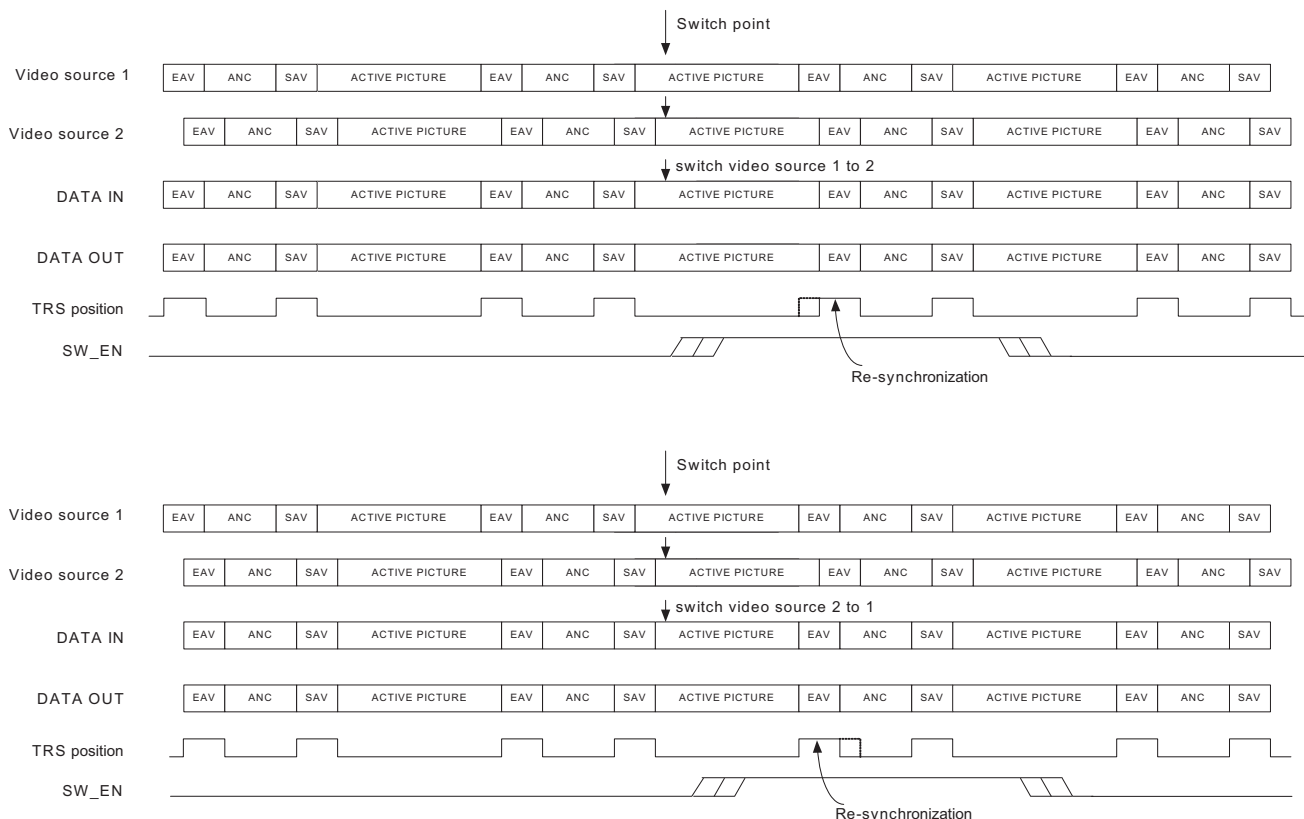 Switch point
Video source 1 EAV ANC SAV ACTIVE PICTURE EAV ANC SAV ACTIVE PICTURE EAV ANC SAV ACTIVE PICTURE EAV ANC SAV
Video source 2 EAV ANC SAV ACTIVE PICTURE EAV ANC SAV ACTIVE PICTURE EAV ANC SAV ACTIVE PICTURE EAV ANC SAV
switch video source 1 to 2
DATA IN EAV ANC SAV ACTIVE PICTURE EAV ANC SAV ACTIVE PICTURE EAV ANC SAV ACTIVE PICTURE EAV ANC SAV
DATA OUT EAV ANC SAV ACTIVE PICTURE EAV ANC SAV ACTIVE PICTURE EAV ANC SAV ACTIVE PICTURE EAV ANC SAV
TRS position
SW_EN
Re-synchronization
Switch point
Video source 1 EAV ANC SAV ACTIVE PICTURE EAV ANC SAV ACTIVE PICTURE EAV ANC SAV ACTIVE PICTURE EAV ANC SAV
Video source 2 EAV ANC SAV ACTIVE PICTURE EAV ANC SAV ACTIVE PICTURE EAV ANC SAV ACTIVE PICTURE EAV ANC SAV
switch video source 2 to 1
DATA IN EAV ANC SAV ACTIVE PICTURE EAV ANC SAV ACTIVE PICTURE EAV ANC SAV ACTIVE PICTURE EAV ANC SAV
DATA OUT EAV ANC SAV ACTIVE PICTURE EAV ANC SAV ACTIVE PICTURE EAV ANC SAV ACTIVE PICTURE EAV ANC SAV
TRS position
SW_EN
Re-synchronization